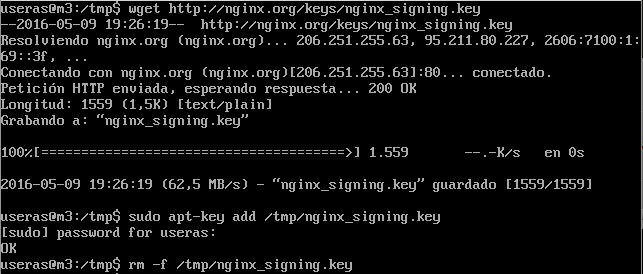 useras@m3:/tmp$ wget http://nginx.org/keys/nginx_signing.key
--2016-05-09 19:26:19--  http://nginx.org/keys/nginx_signing.key
Resolviendo nginx.org (nginx.org)... 206.251.255.63, 95.211.80.227, 2606:7100:1:
69::3f, ...
Conectando con nginx.org (nginx.org)[206.251.255.63]:80... conectado.
Petición HTTP enviada, esperando respuesta... 200 OK
Longitud: 1559 (1,5K) [text/plain]
Grabando a: “nginx_signing.key”
100%[======================================>] 1.559       --.-K/s   en 0s
2016-05-09 19:26:19 (62,5 MB/s) - “nginx_signing.key” guardado [1559/1559]
useras@m3:/tmp$ sudo apt-key add /tmp/nginx_signing.key
[sudo] password for useras:
OK
useras@m3:/tmp$ rm -f /tmp/nginx_signing.key